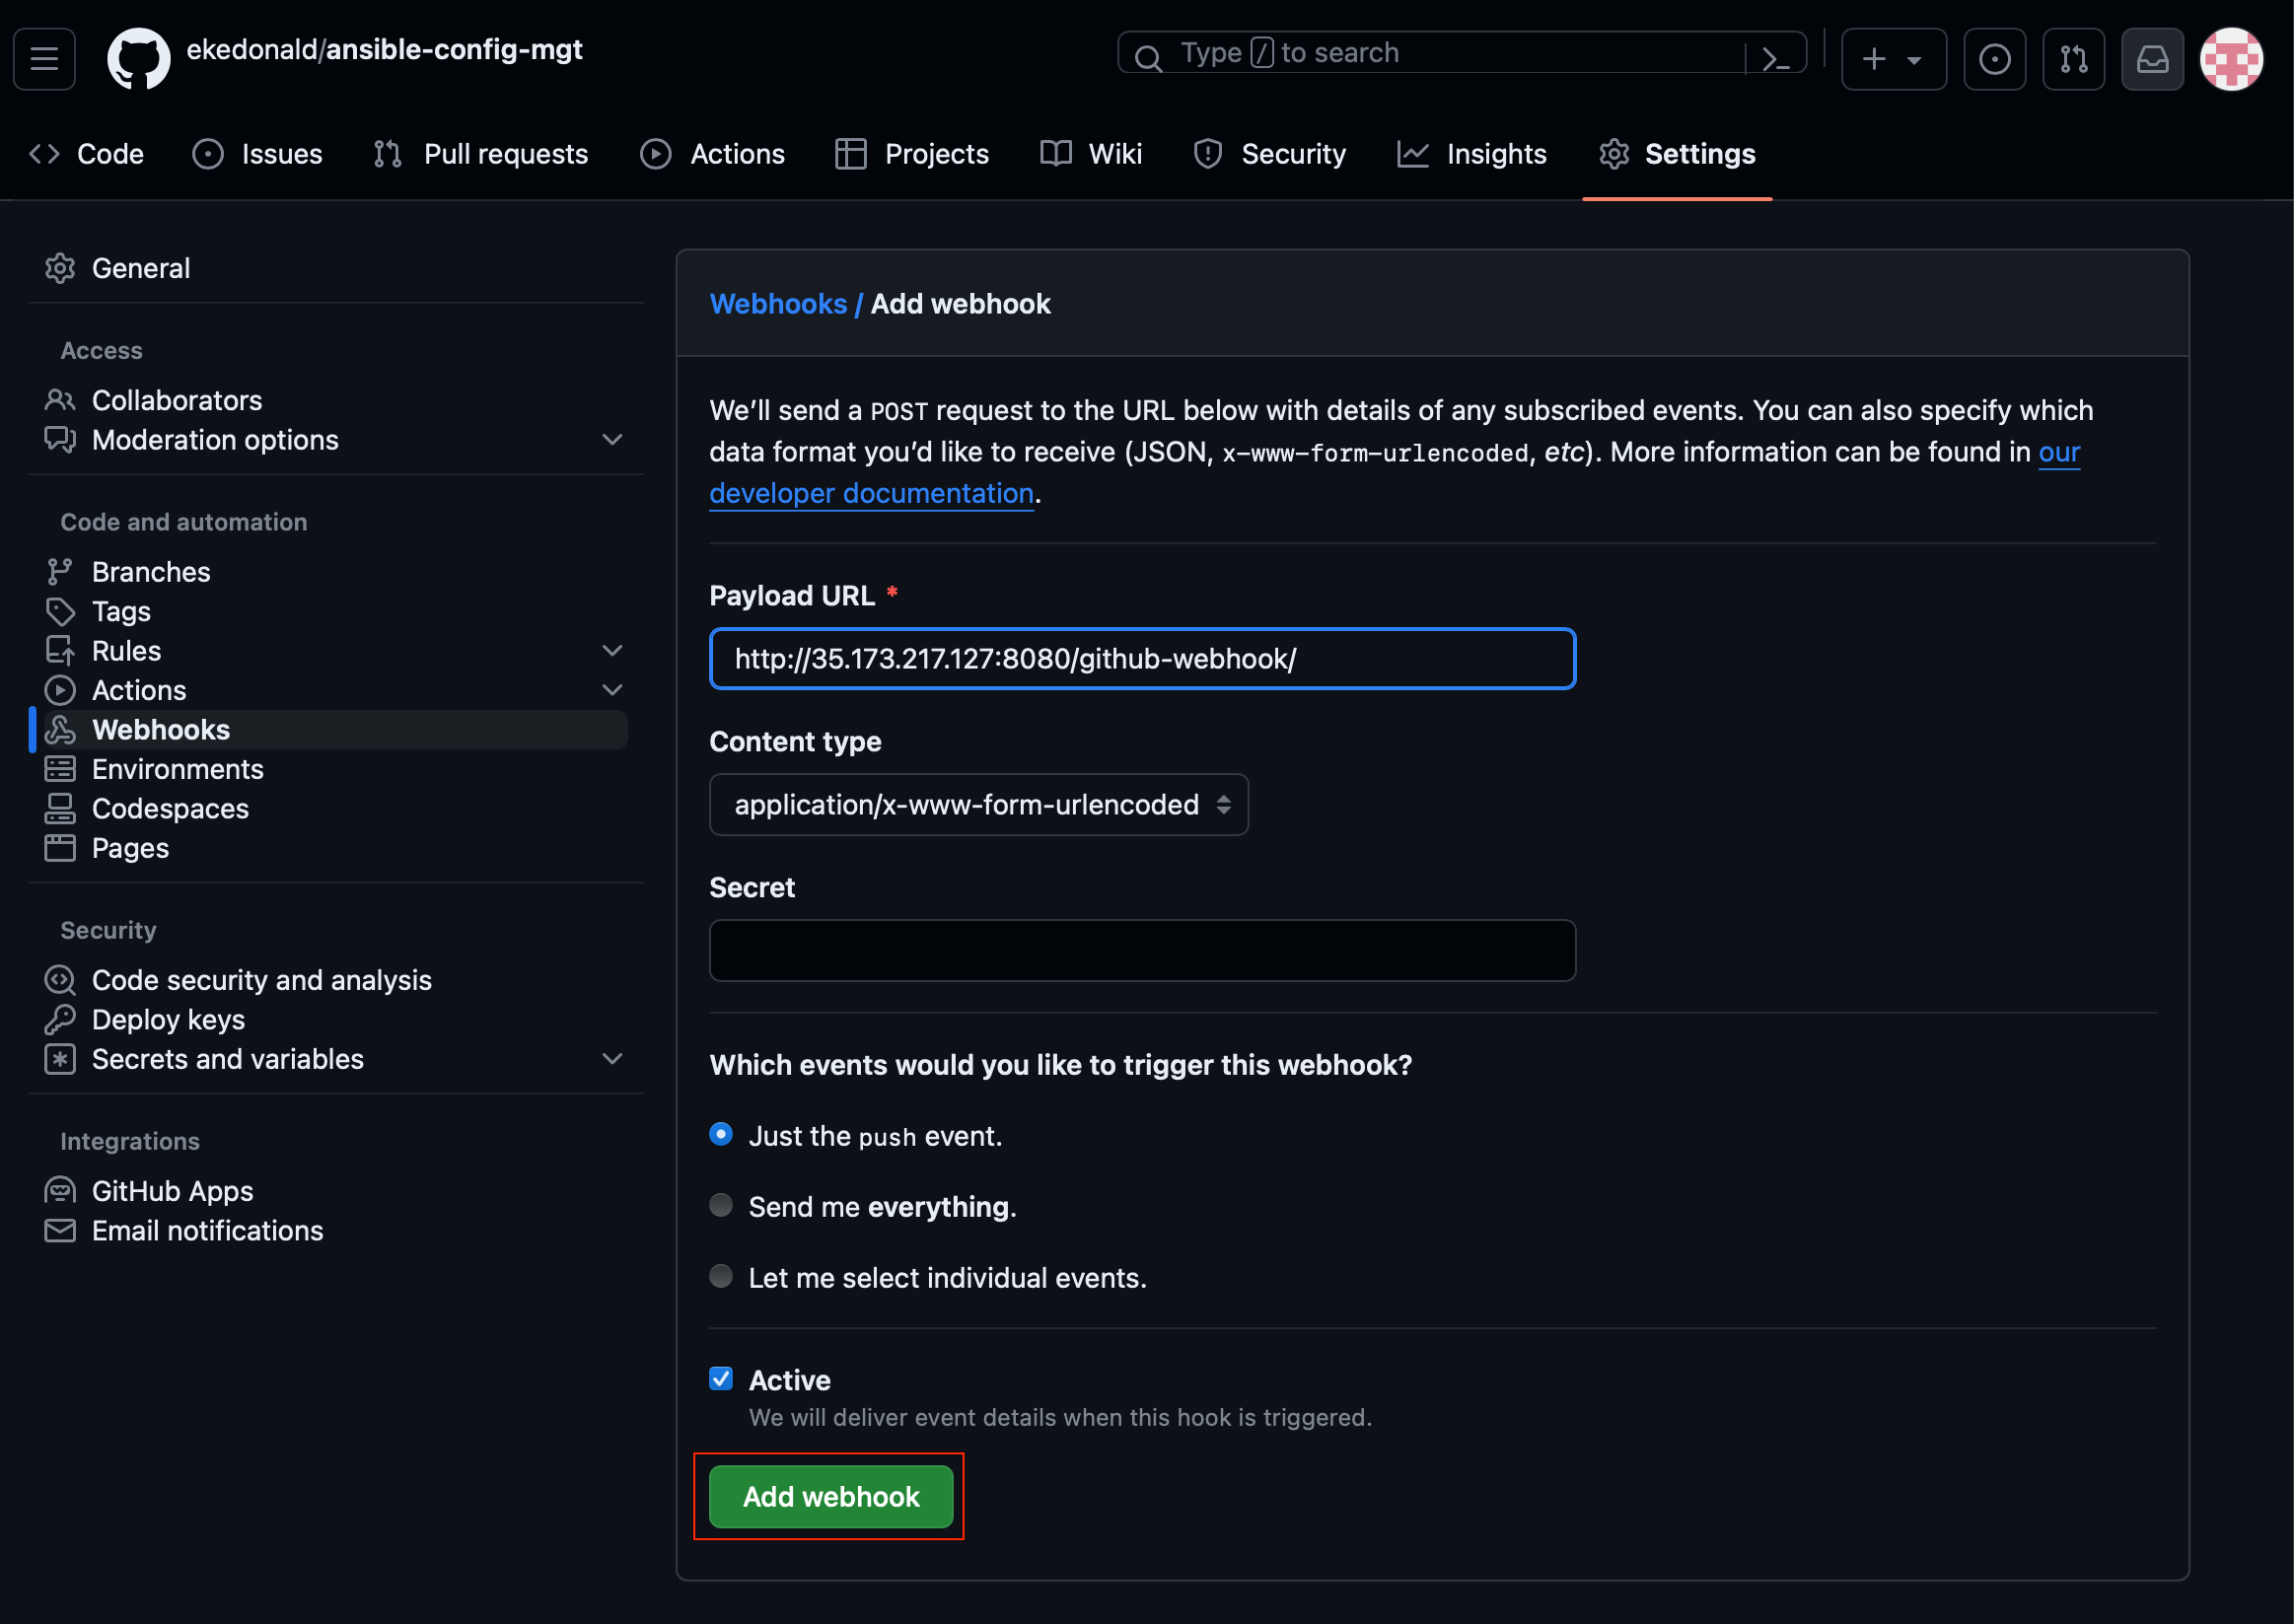 ekedonald/ansible-config-mgt
Type / to search
Code Issues Pull requests Actions Projects Wiki Security Insights Settings
General
Access
Collaborators
Moderation options
Code and automation
Branches
Tags
Rules
Actions
Webhooks
Environments
Codespaces
Pages
Security
Code security and analysis
Deploy keys
Secrets and variables
Integrations
GitHub Apps
Email notifications
Webhooks / Add webhook
We’ll send a POST request to the URL below with details of any subscribed events. You can also specify which
data format you’d like to receive (JSON, x-www-form-urlencoded, etc). More information can be found in our
developer documentation.
Payload URL *
http://35.173.217.127:8080/github-webhook/
Content type
application/x-www-form-urlencoded
Secret
Which events would you like to trigger this webhook?
Just the push event.
Send me everything.
Let me select individual events.
Active
We will deliver event details when this hook is triggered.
Add webhook